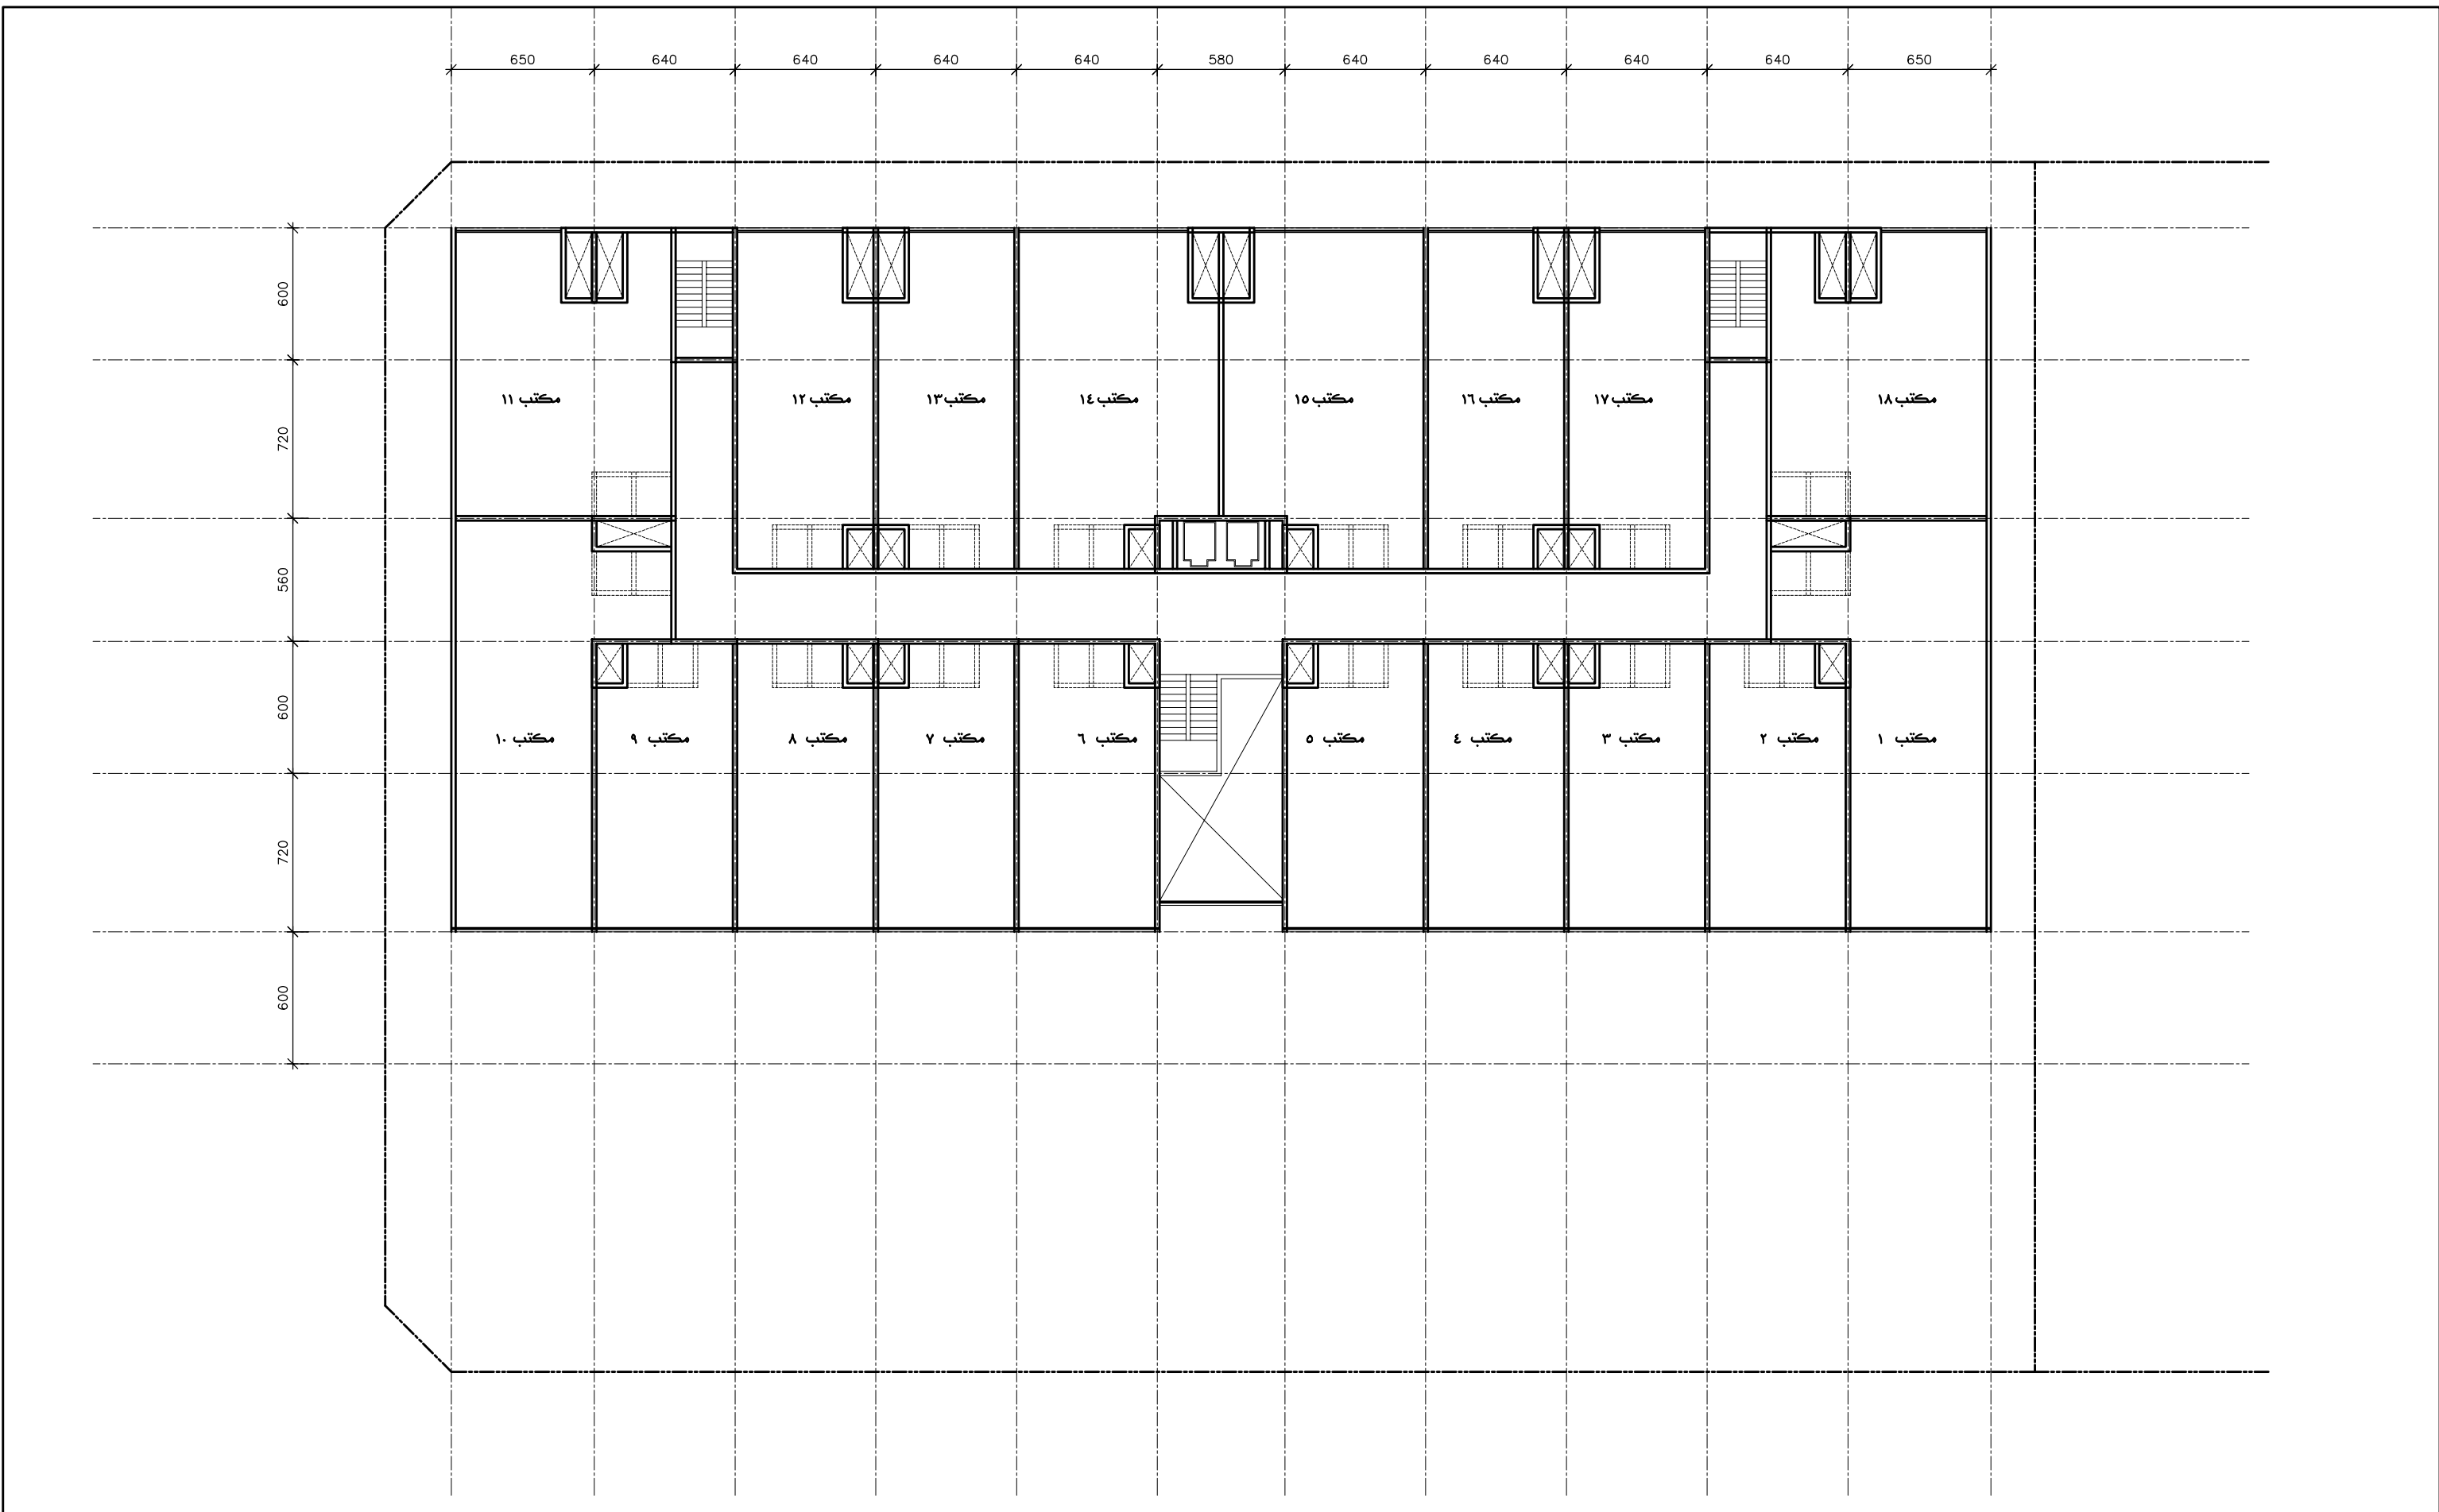 650 640 640 640 640 580 640 640 640 640 650
600
720
560
600
720
600
مكتب ١١
مكتب ١٢
مكتب ١٣
مكتب ١٤
مكتب ١٥
مكتب ١٦
مكتب ١٧
مكتب ١٨
مكتب ١٠
مكتب ٩
مكتب ٨
مكتب ٧
مكتب ٦
مكتب ٥
مكتب ٤
مكتب ٣
مكتب ٢
مكتب ١